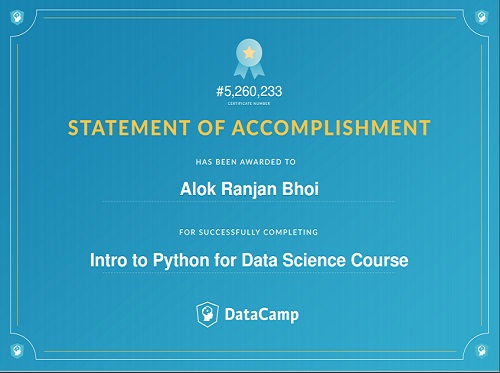 #5,260,233
CERTIFICATE NUMBER
STATEMENT OF ACCOMPLISHMENT
HAS BEEN AWARDED TO
Alok Ranjan Bhoi
FOR SUCCESSFULLY COMPLETING
Intro to Python for Data Science Course
DataCamp